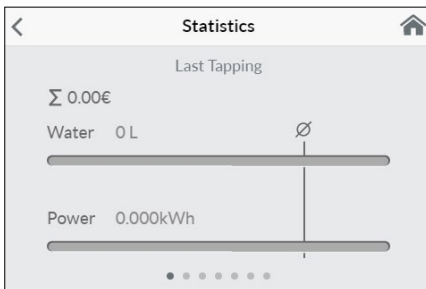 Statistics
Last Tapping
Σ 0.00€
Water 0 L Ø
Power 0.000kWh